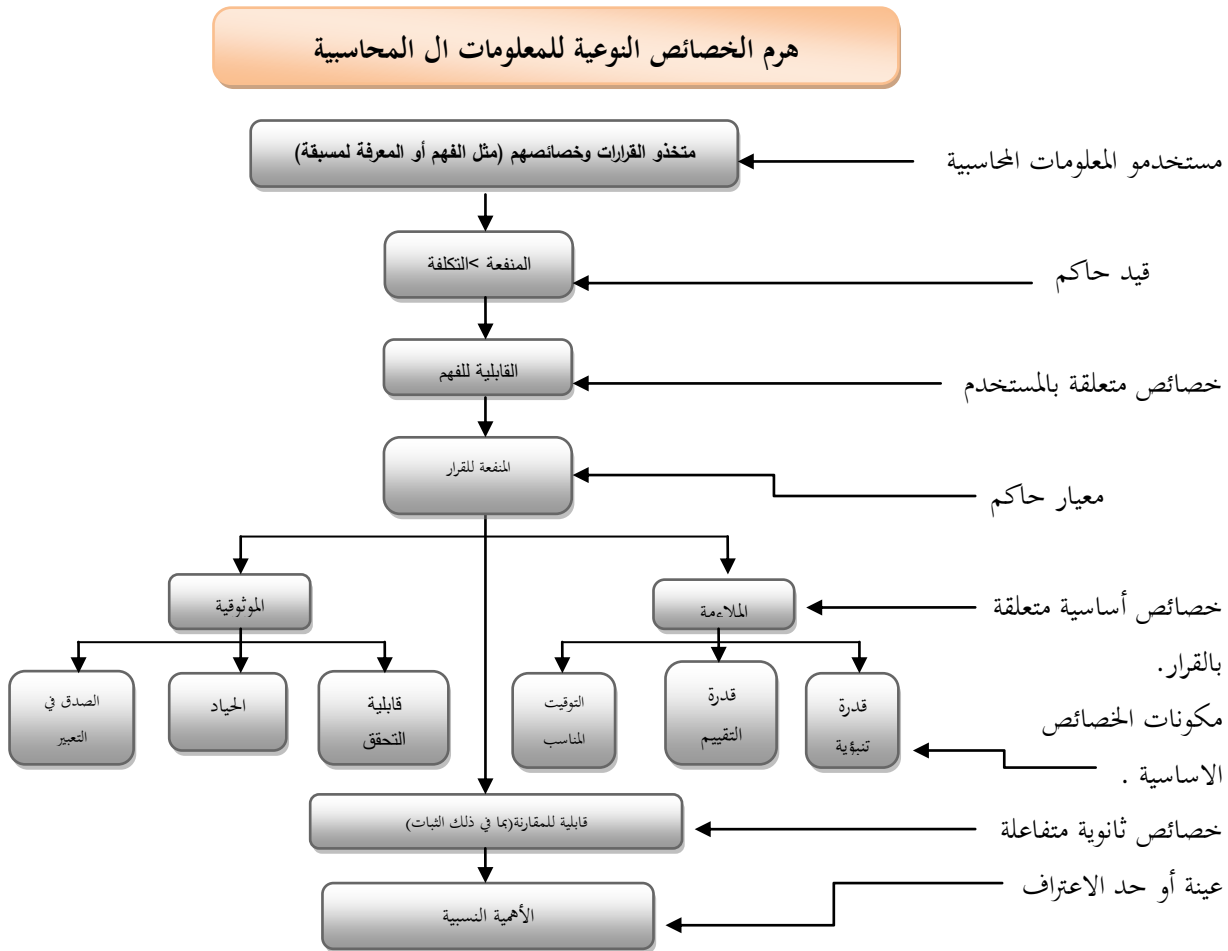 هرم الخصائص النوعية للمعلومات ال المحاسبية
متخذو القرارات وخصائصهم (مثل الفهم أو المعرفة لمسبقة)
مستخدمو المعلومات المحاسبية
المنفعة >التكلفة
قيد حاكم
القابلية للفهم
خصائص متعلقة بالمستخدم
المنفعة للقرار
معيار حاكم
الملاءمة
الموثوقية
خصائص أساسية متعلقة
بالقرار.
قدرة
تنبؤية
قدرة
التقييم
التوقيت
المناسب
قابلية
التحقق
الحياد
الصدق في
التعبير
مكونات الخصائص
الاساسية .
قابلية للمقارنة(بما في ذلك الثبات)
خصائص ثانوية متفاعلة
الأهمية النسبية
عينة أو حد الاعتراف